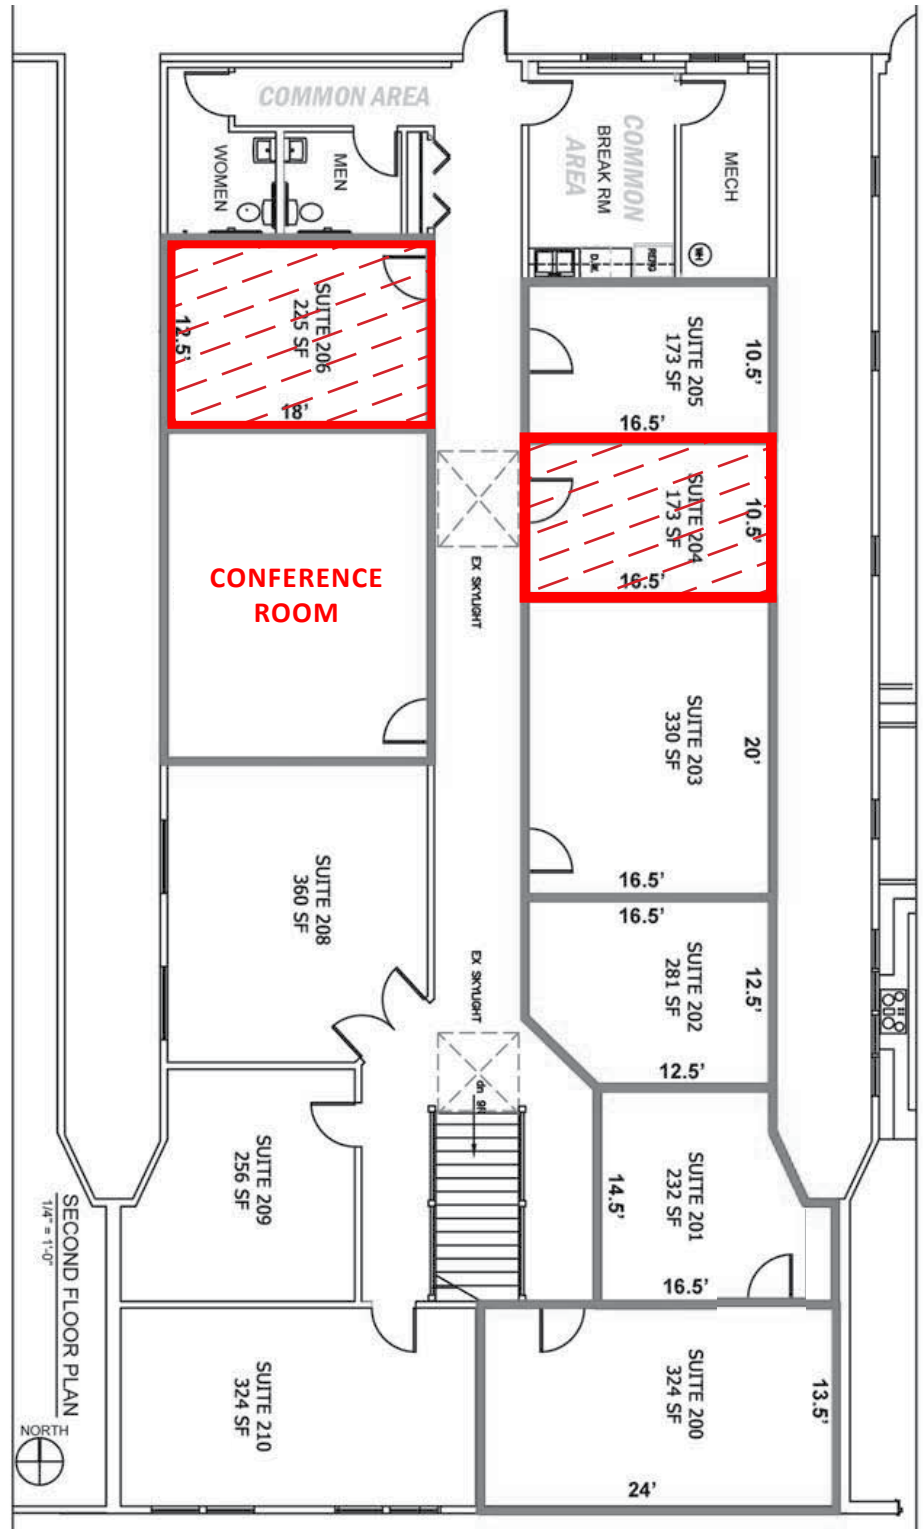 COMMON AREA
WOMEN
MEN
COMMON
AREA
BREAK RM
MECH
D.W.
REFRG
WH
SUITE 206
225 SF
12.5’
18’
SUITE 205
173 SF
10.5’
16.5’
SUITE 204
173 SF
10.5’
16.5’
EX SKYLIGHT
CONFERENCE
ROOM
SUITE 203
330 SF
20’
16.5’
SUITE 208
360 SF
16.5’
SUITE 202
281 SF
12.5’
12.5’
EX SKYLIGHT
SUITE 209
256 SF
SUITE 201
232 SF
14.5’
16.5’
SUITE 210
324 SF
SUITE 200
324 SF
13.5’
24’
SECOND FLOOR PLAN
1/4" = 1'-0"
NORTH